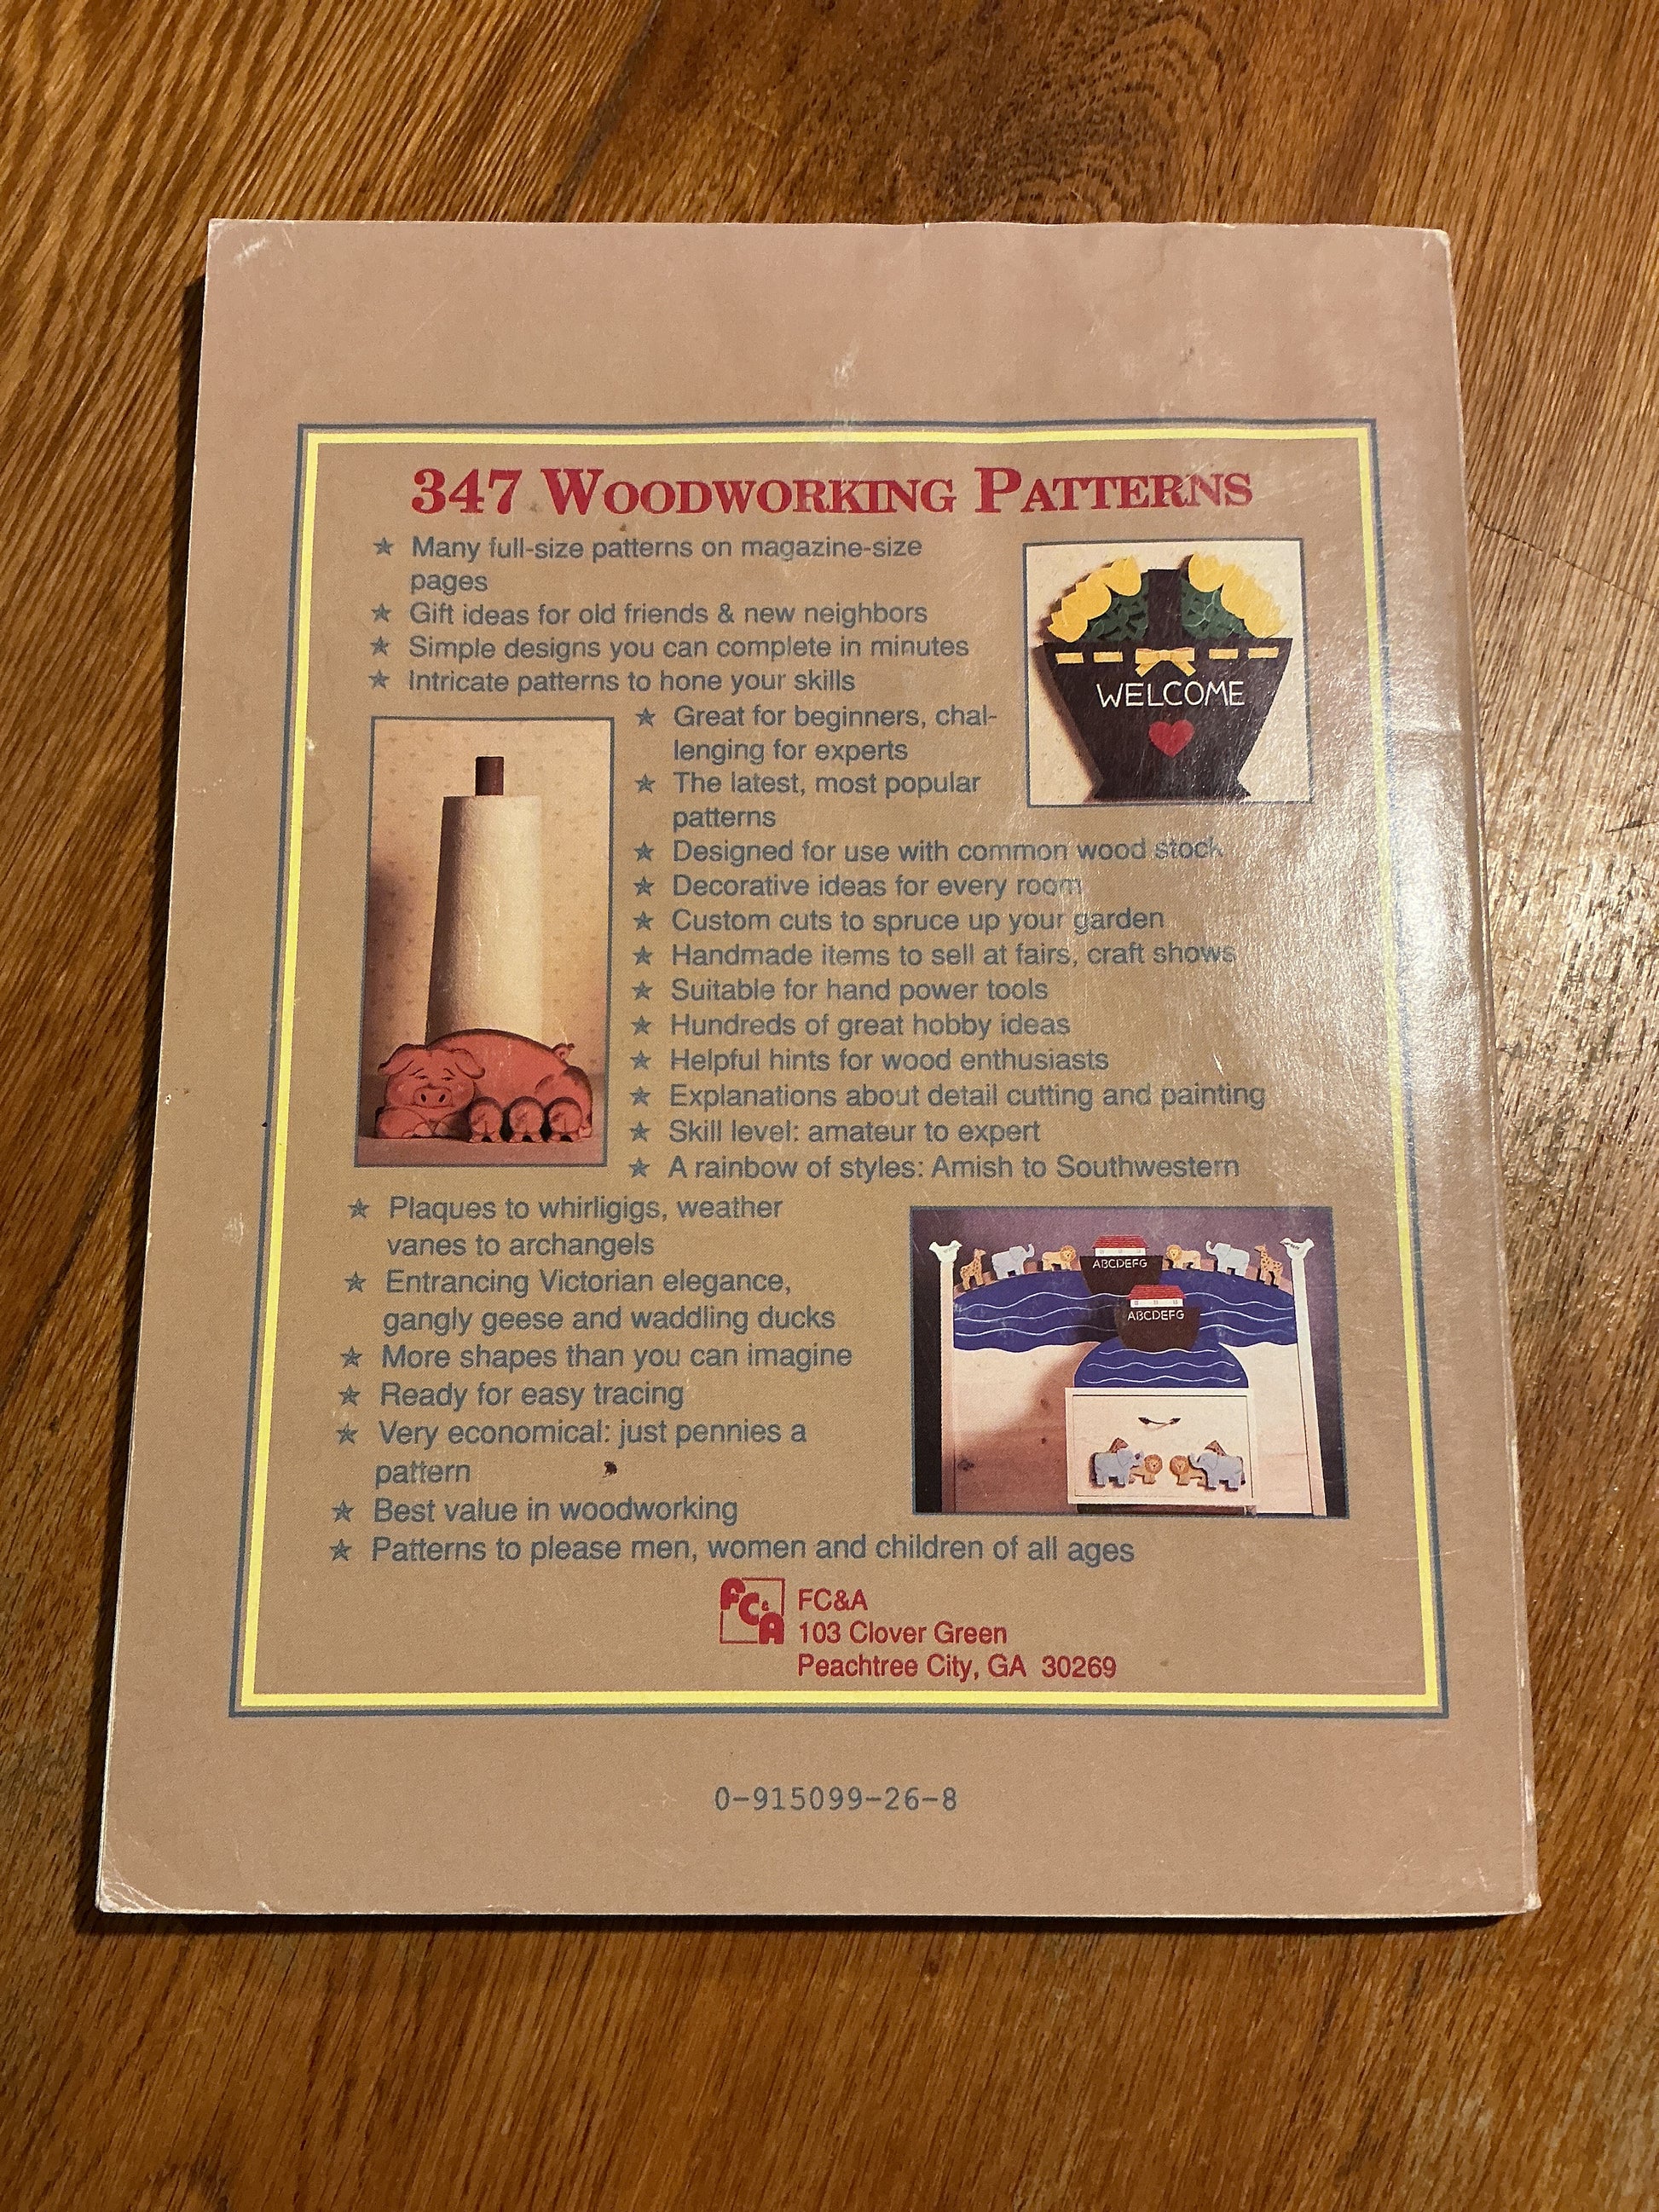 347 WOODWORKING PATTERNS
★ Many full-size patterns on magazine-size
pages
★ Gift ideas for old friends & new neighbors
★ Simple designs you can complete in minutes
★ Intricate patterns to hone your skills
WELCOME
★ Great for beginners, chal-
lenging for experts
★ The latest, most popular
patterns
★ Designed for use with common wood stock
★ Decorative ideas for every room
★ Custom cuts to spruce up your garden
★ Handmade items to sell at fairs, craft shows
★ Suitable for hand power tools
★ Hundreds of great hobby ideas
★ Helpful hints for wood enthusiasts
★ Explanations about detail cutting and painting
★ Skill level: amateur to expert
★ A rainbow of styles: Amish to Southwestern
★ Plaques to whirligigs, weather
vanes to archangels
★ Entrancing Victorian elegance,
gangly geese and waddling ducks
★ More shapes than you can imagine
★ Ready for easy tracing
★ Very economical: just pennies a
pattern
★ Best value in woodworking
★ Patterns to please men, women and children of all ages
ABCDEFG
ABCDEFG
FC&A
FC&A
103 Clover Green
Peachtree City, GA 30269
0-915099-26-8